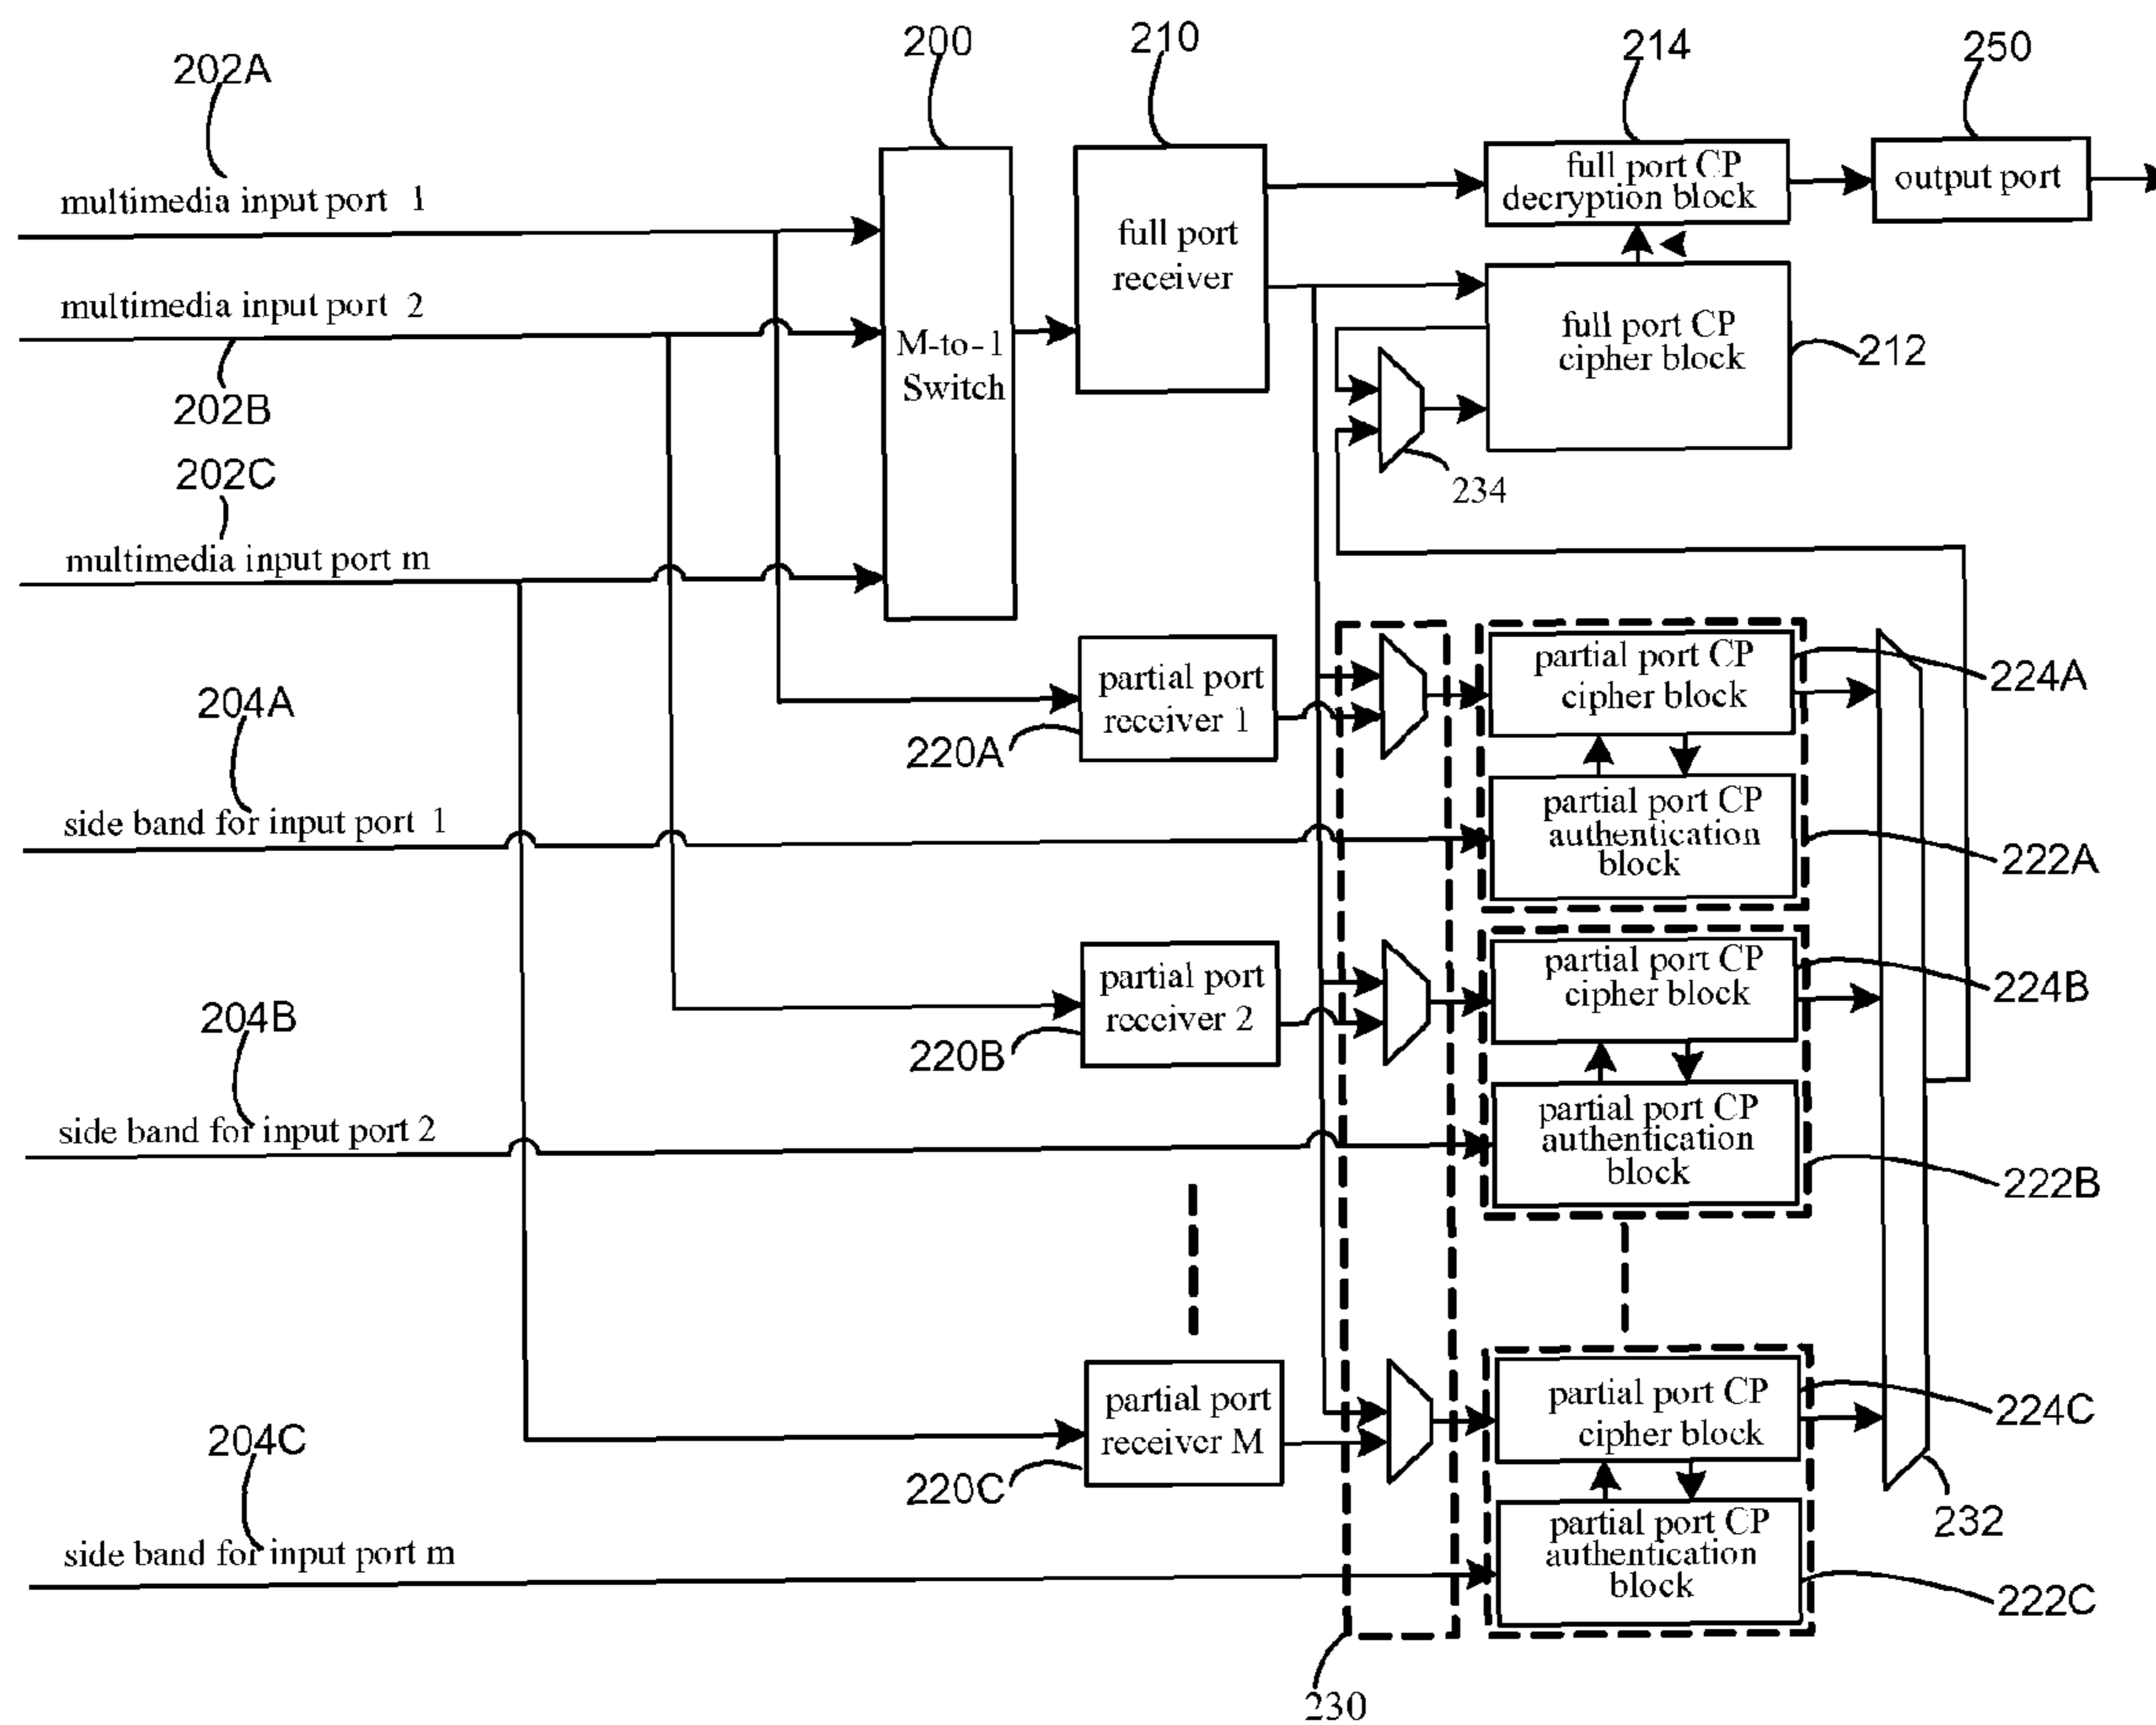 200
210
214
250
202A
multimedia input port 1
full port CP
decryption block
output port
multimedia input port 2
full port
receiver
full port CP
cipher block
212
M-to-1
Switch
202B
202C
234
multimedia input port m
partial port
receiver 1
220A
partial port CP
cipher block
224A
204A
side band for input port 1
partial port CP
authentication
block
222A
partial port
receiver 2
220B
partial port CP
cipher block
224B
204B
side band for input port 2
partial port CP
authentication
block
222B
partial port
receiver M
220C
partial port CP
cipher block
224C
204C
232
side band for input port m
partial port CP
authentication
block
222C
230